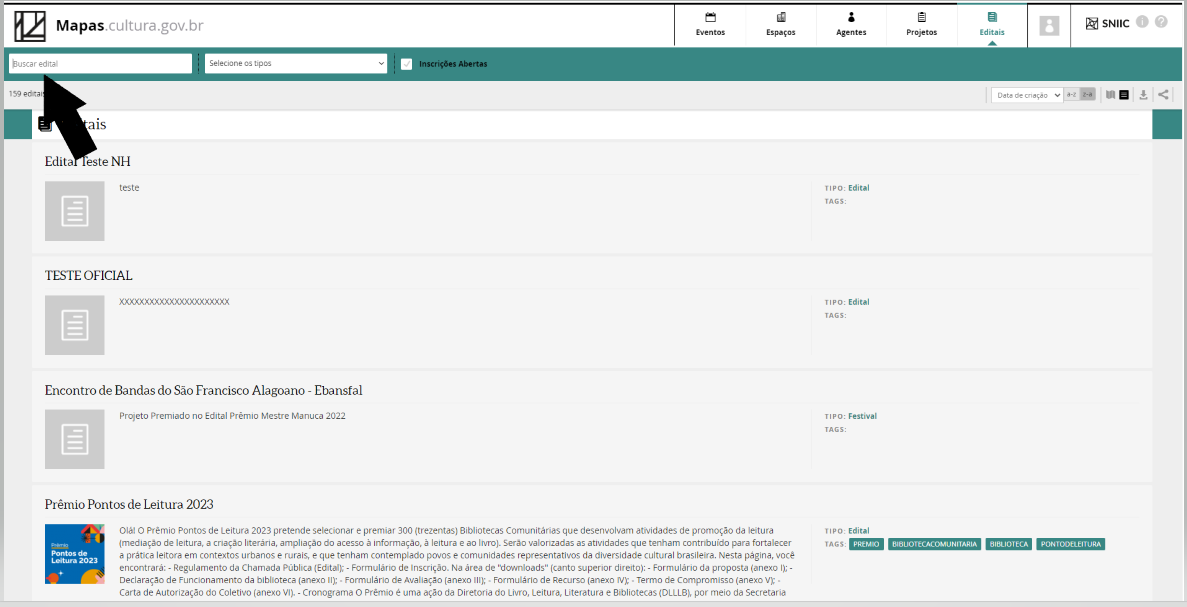 Mapas.cultura.gov.br
Eventos
Espaços
Agentes
Projetos
Editais
SNIIC
Buscar edital
Selecione os tipos
Inscrições Abertas
159
Data de criação
a-z
z-a
Edital Teste NH
teste
TIPO: Edital
TAGS:
TESTE OFICIAL
XXXXXXXXXXXXXXXXXXXXXX
TIPO: Edital
TAGS:
Encontro de Bandas do São Francisco Alagoano - Ebansfal
Projeto Premiado no Edital Prêmio Mestre Manuca 2022
TIPO: Festival
TAGS:
Prêmio Pontos de Leitura 2023
Prêmio
Pontos de
Leitura 2023
Olá! O Prêmio Pontos de Leitura 2023 pretende selecionar e premiar 300 (trezentas) Bibliotecas Comunitárias que desenvolvam atividades de promoção da leitura
(mediação de leitura, a criação literária, ampliação do acesso à informação, à leitura e ao livro). Serão valorizadas as atividades que tenham contribuído para fortalecer
a prática leitora em contextos urbanos e rurais, e que tenham contemplado povos e comunidades representativos da diversidade cultural brasileira. Nesta página, você
encontrará: - Regulamento da Chamada Pública (Edital); - Formulário de Inscrição. Na área de "downloads" (canto superior direito): - Formulário da proposta (anexo I); -
Declaração de Funcionamento da biblioteca (anexo II); - Formulário de Avaliação (anexo III); - Formulário de Recurso (anexo IV); - Termo de Compromisso (anexo V); -
Carta de Autorização do Coletivo (anexo VI). - Cronograma O Prêmio é uma ação da Diretoria do Livro, Leitura, Literatura e Bibliotecas (DLLLB), por meio da Secretaria
TIPO: Edital
TAGS: PREMIO BIBLIOTECACOMUNITARIA BIBLIOTECA PONTODELEITURA